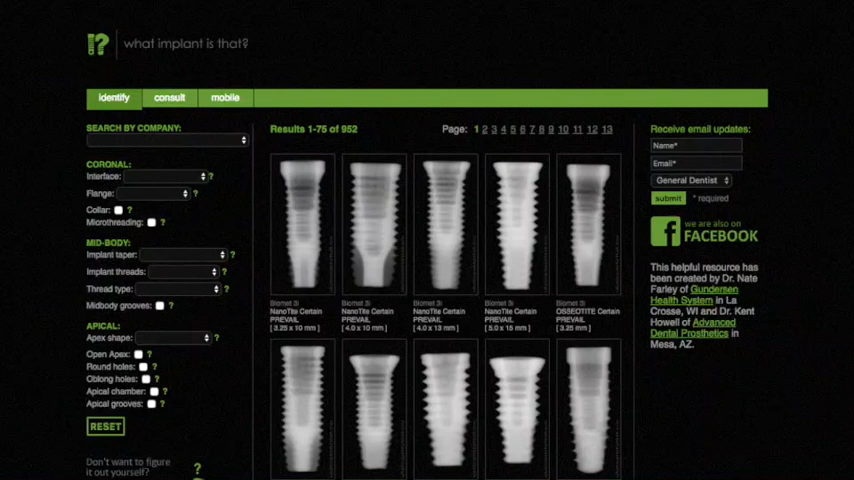 !?
what implant is that?
identify
consult
mobile
SEARCH BY COMPANY:
CORONAL:
Interface: ?
Flange: ?
Collar: ?
Microthreading: ?
MID-BODY:
Implant taper: ?
Implant threads: ?
Thread type: ?
Midbody grooves: ?
APICAL:
Apex shape: ?
Open Apex: ?
Round holes: ?
Oblong holes: ?
Apical chamber: ?
Apical grooves: ?
RESET
Don't want to figure
it out yourself?
?
Results 1-75 of 952
Page: 1 2 3 4 5 6 7 8 9 10 11 12 13
Biomet 3i
NanoTite Certain
PREVAIL
[ 3.25 x 10 mm ]
Biomet 3i
NanoTite Certain
PREVAIL
[ 4.0 x 10 mm ]
Biomet 3i
NanoTite Certain
PREVAIL
[ 4.0 x 13 mm ]
Biomet 3i
NanoTite Certain
PREVAIL
[ 5.0 x 15 mm ]
Biomet 3i
OSSEOTITE Certain
PREVAIL
[ 3.25 mm ]
Receive email updates:
Name*
Email*
General Dentist
submit
* required
f
we are also on
FACEBOOK
This helpful resource has
been created by Dr. Nate
Farley of Gundersen
Health System in La
Crosse, WI and Dr. Kent
Howell of Advanced
Dental Prosthetics in
Mesa, AZ.